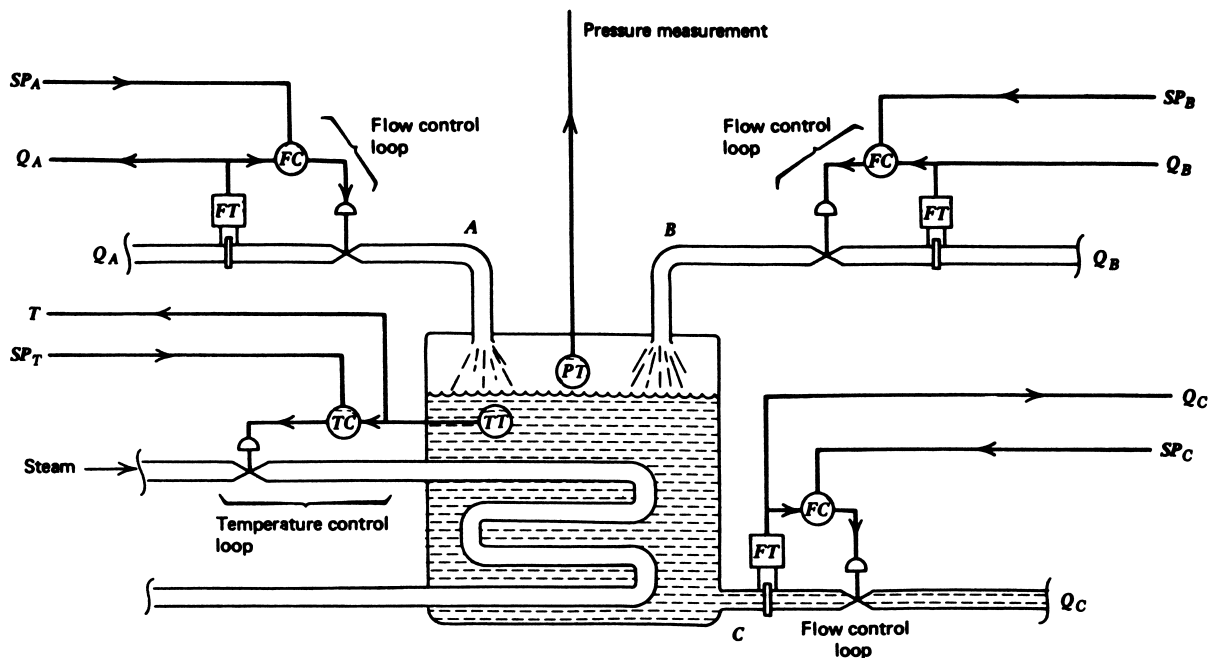 Pressure measurement
SP_A
SP_B
Flow control
loop
Flow control
loop
Q_A
FC
FC
Q_B
FT
FT
A
B
Q_A
Q_B
T
SP_T
PT
Q_C
TC
TT
SP_C
Steam
FC
Temperature control
loop
FT
Q_C
C
Flow control
loop